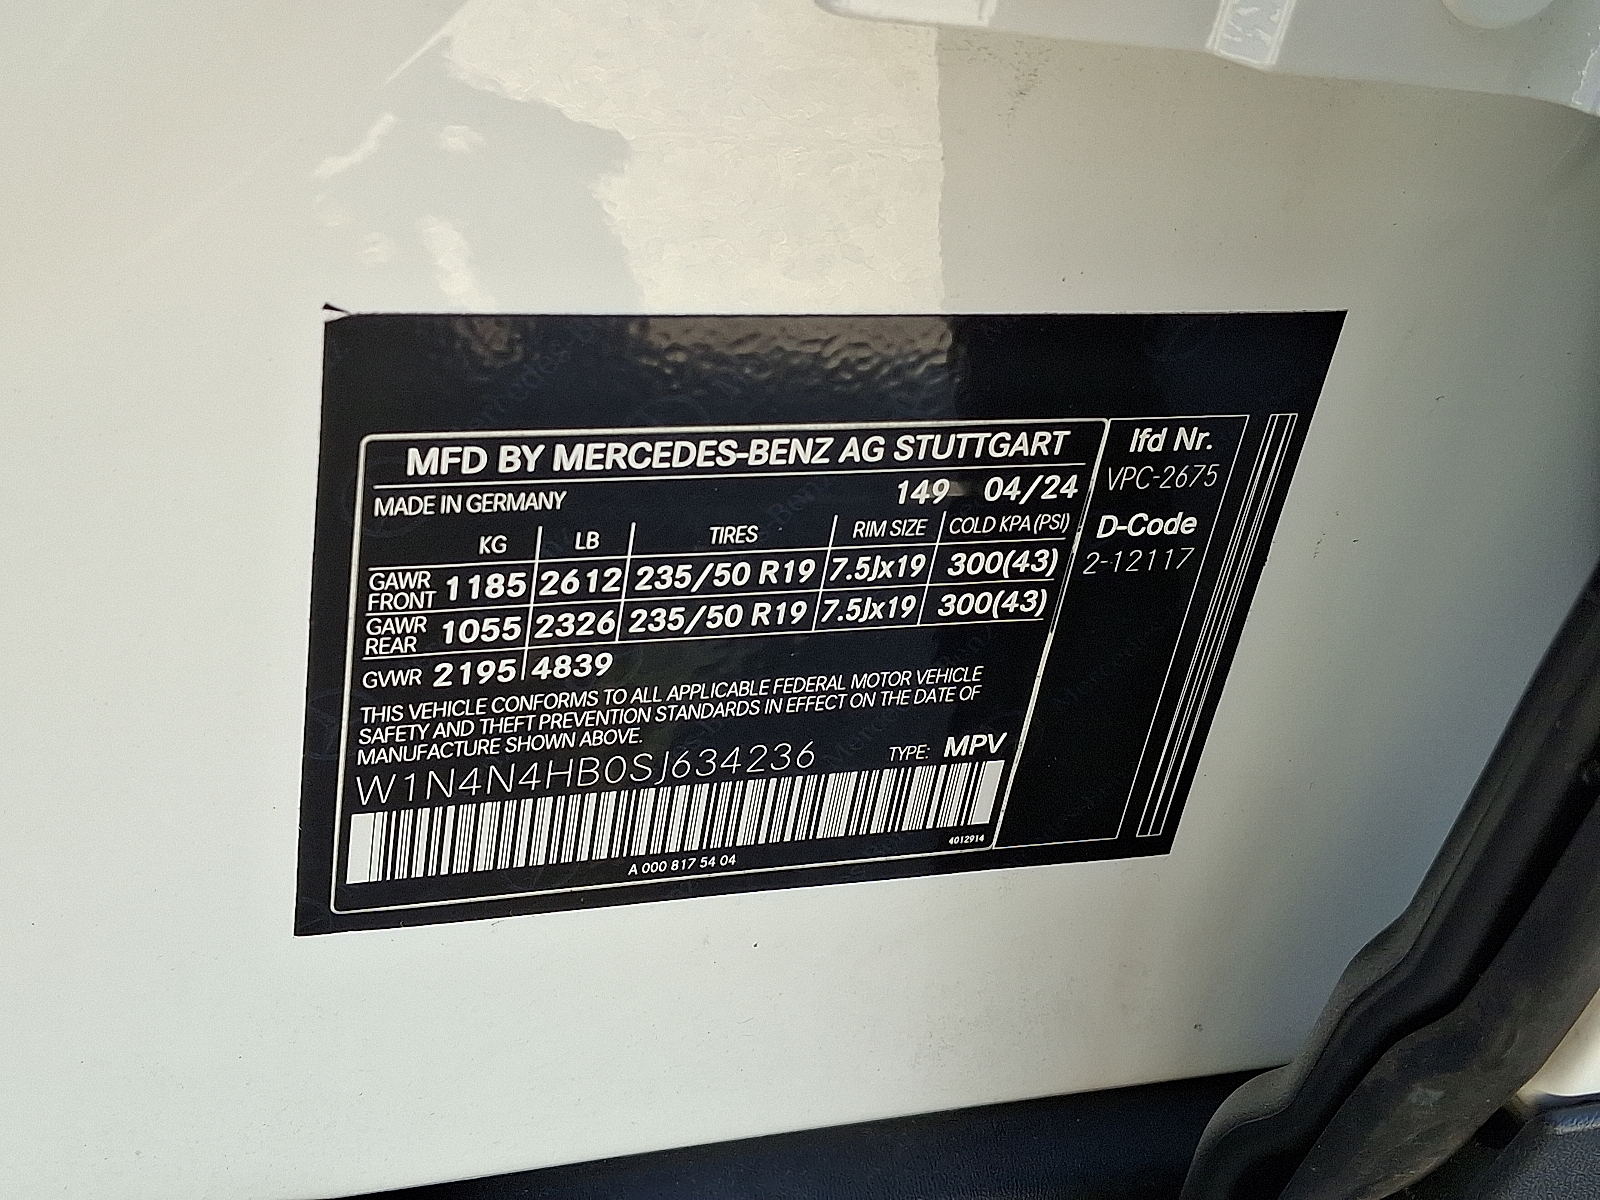 MFD BY MERCEDES-BENZ AG STUTTGART
MADE IN GERMANY 149 04/24
KG LB TIRES RIM SIZE COLD KPA (PSI)
GAWR FRONT 1185 2612 235/50 R19 7.5Jx19 300(43)
GAWR REAR 1055 2326 235/50 R19 7.5Jx19 300(43)
GVWR 2195 4839
THIS VEHICLE CONFORMS TO ALL APPLICABLE FEDERAL MOTOR VEHICLE
SAFETY AND THEFT PREVENTION STANDARDS IN EFFECT ON THE DATE OF
MANUFACTURE SHOWN ABOVE.
W1N4N4HB0SJ634236 TYPE: MPV
4012914
A 000 817 54 04
lfd Nr.
VPC-2675
D-Code
2-12117